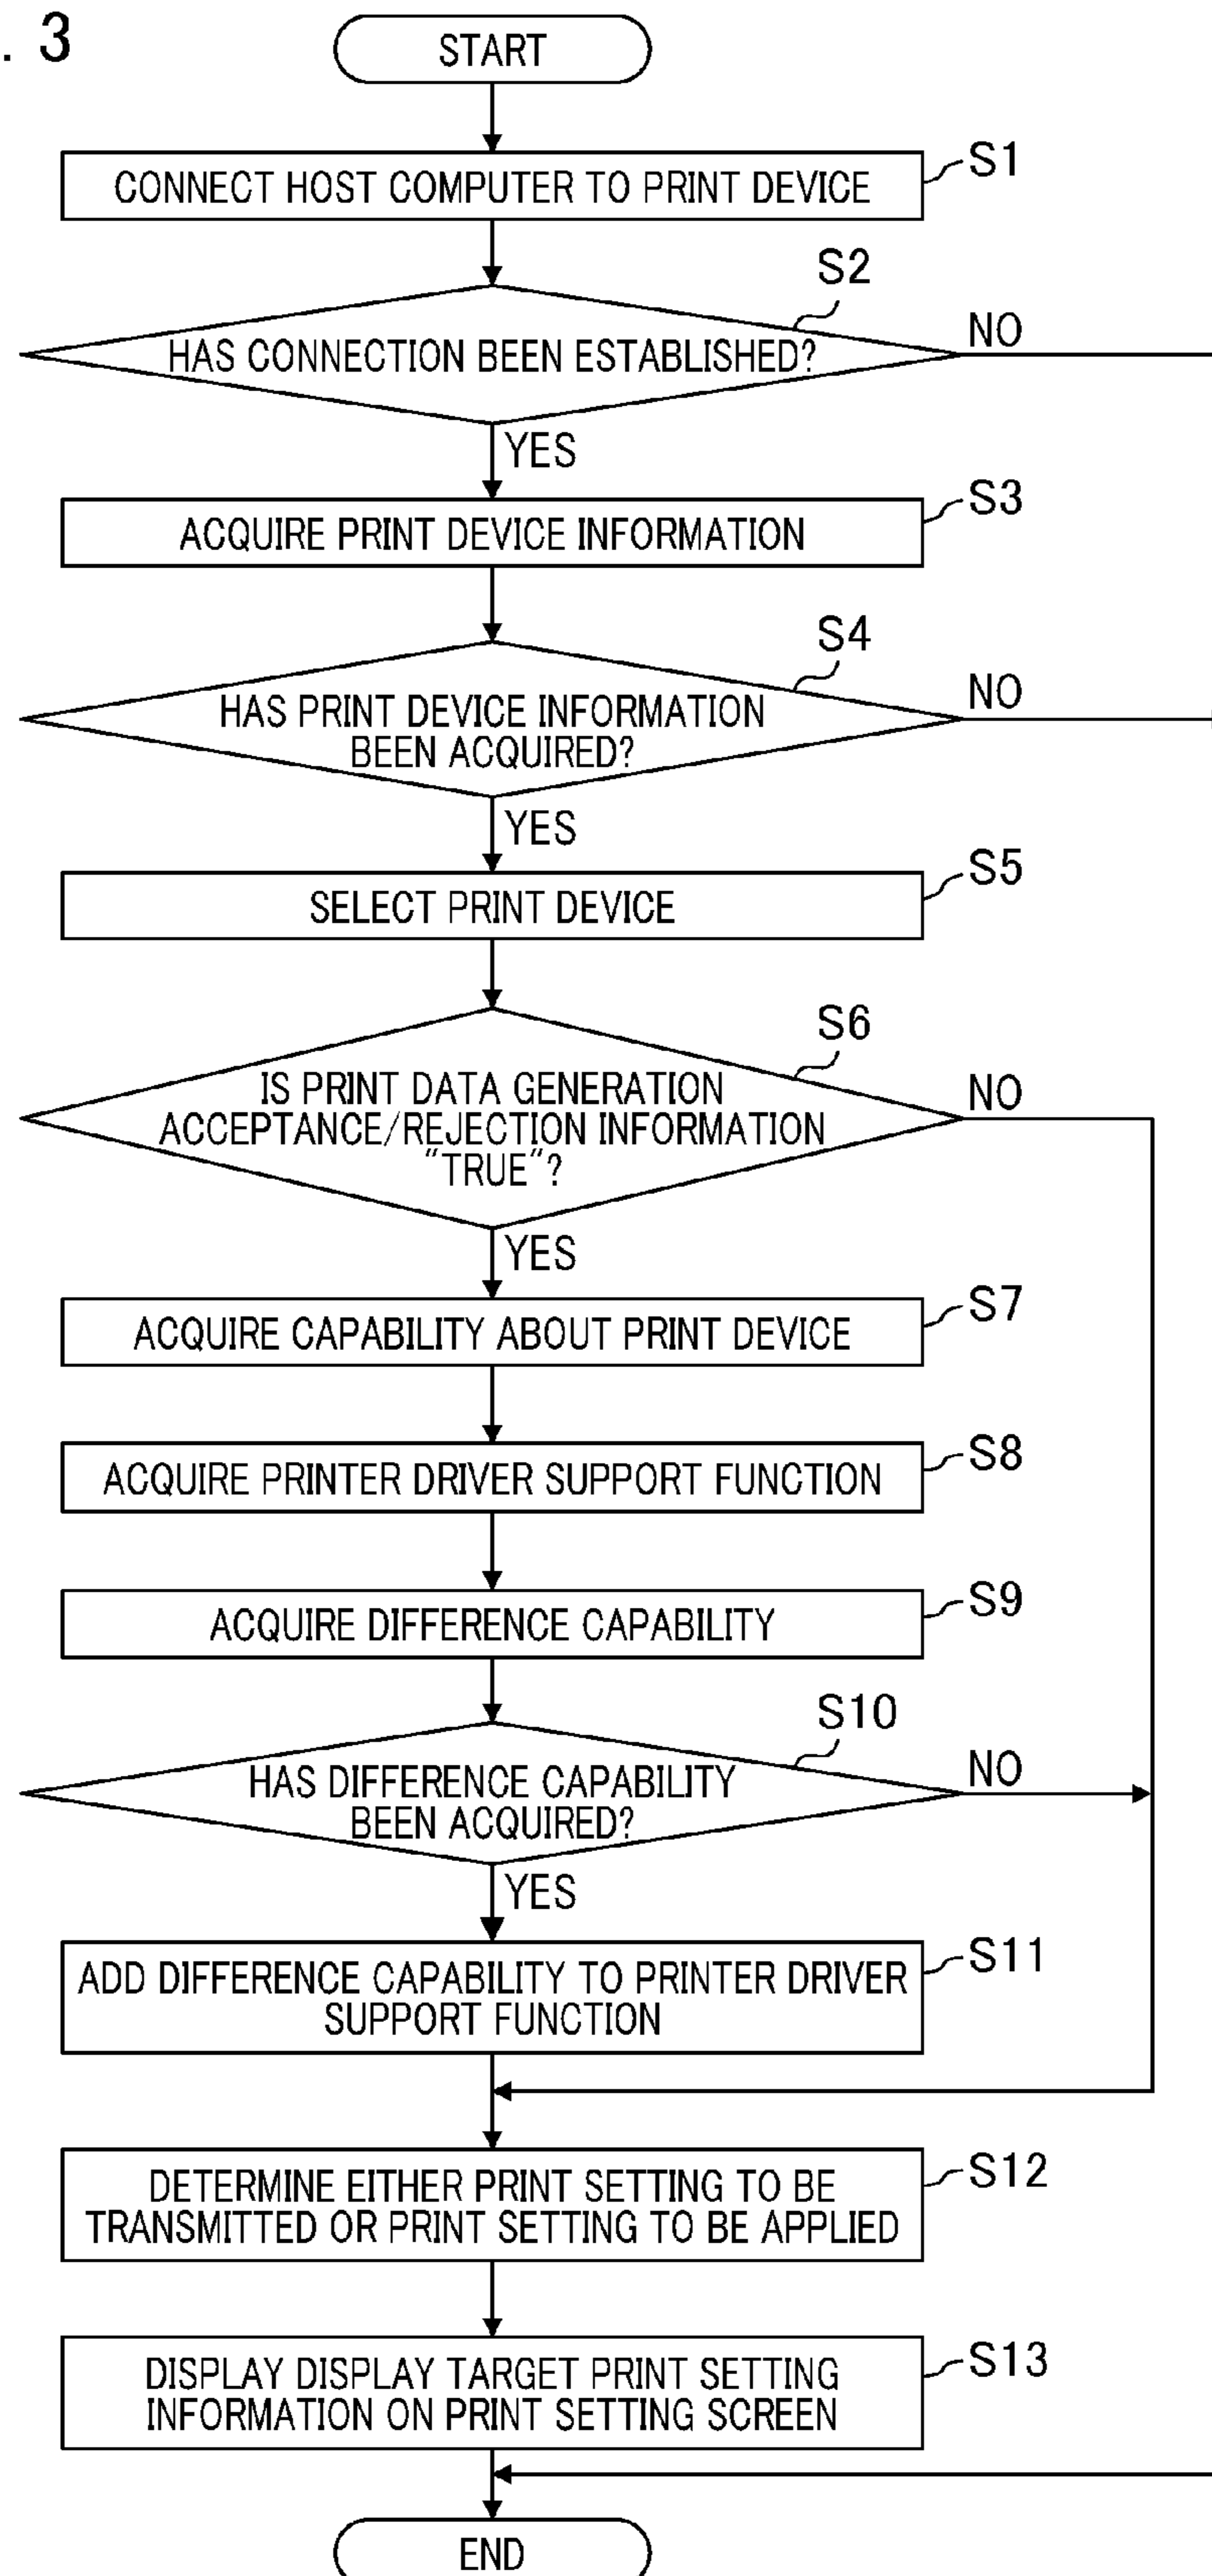 . 3
START
CONNECT HOST COMPUTER TO PRINT DEVICE
S1
S2
HAS CONNECTION BEEN ESTABLISHED?
NO
YES
ACQUIRE PRINT DEVICE INFORMATION
S3
S4
HAS PRINT DEVICE INFORMATION
BEEN ACQUIRED?
NO
YES
SELECT PRINT DEVICE
S5
S6
IS PRINT DATA GENERATION
ACCEPTANCE/REJECTION INFORMATION
"TRUE"?
NO
YES
ACQUIRE CAPABILITY ABOUT PRINT DEVICE
S7
ACQUIRE PRINTER DRIVER SUPPORT FUNCTION
S8
ACQUIRE DIFFERENCE CAPABILITY
S9
S10
HAS DIFFERENCE CAPABILITY
BEEN ACQUIRED?
NO
YES
ADD DIFFERENCE CAPABILITY TO PRINTER DRIVER
SUPPORT FUNCTION
S11
DETERMINE EITHER PRINT SETTING TO BE
TRANSMITTED OR PRINT SETTING TO BE APPLIED
S12
DISPLAY DISPLAY TARGET PRINT SETTING
INFORMATION ON PRINT SETTING SCREEN
S13
END